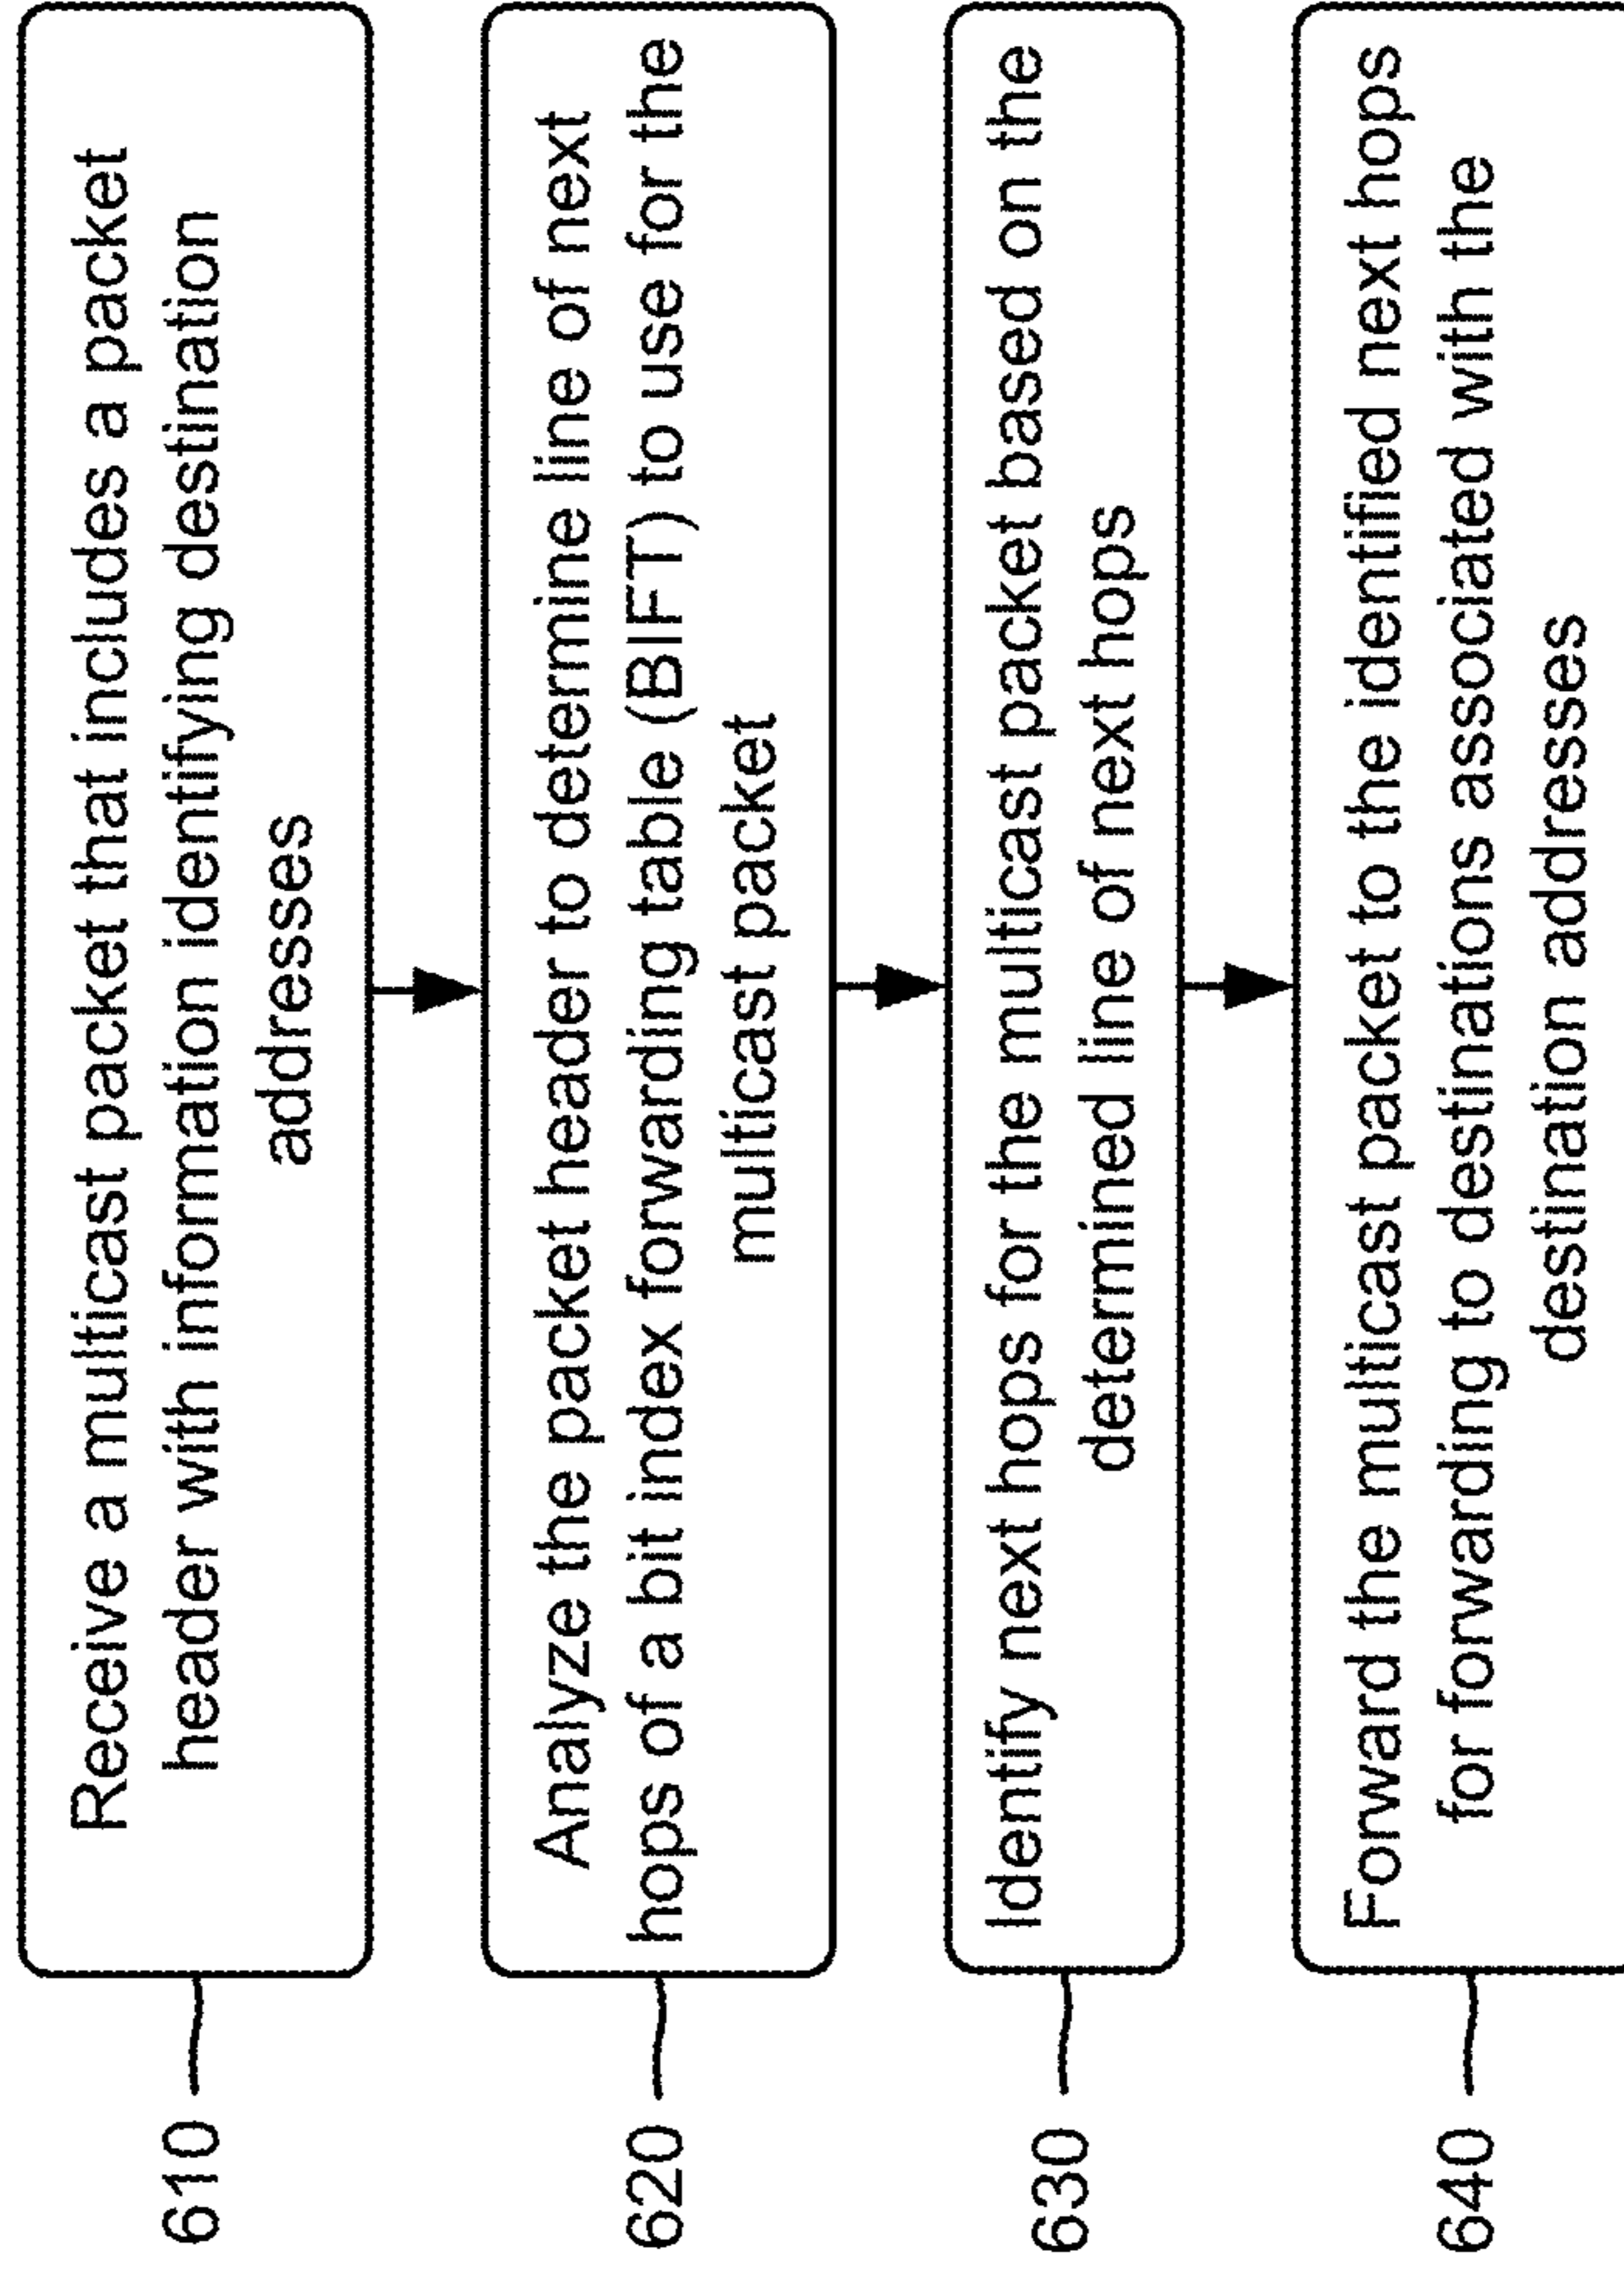 610
Receive a multicast packet that includes a packet
header with information identifying destination
addresses
620
Analyze the packet header to determine line of next
hops of a bit index forwarding table (BIFT) to use for the
multicast packet
630
Identify next hops for the multicast packet based on the
determined line of next hops
640
Forward the multicast packet to the identified next hops
for forwarding to destinations associated with the
destination addresses